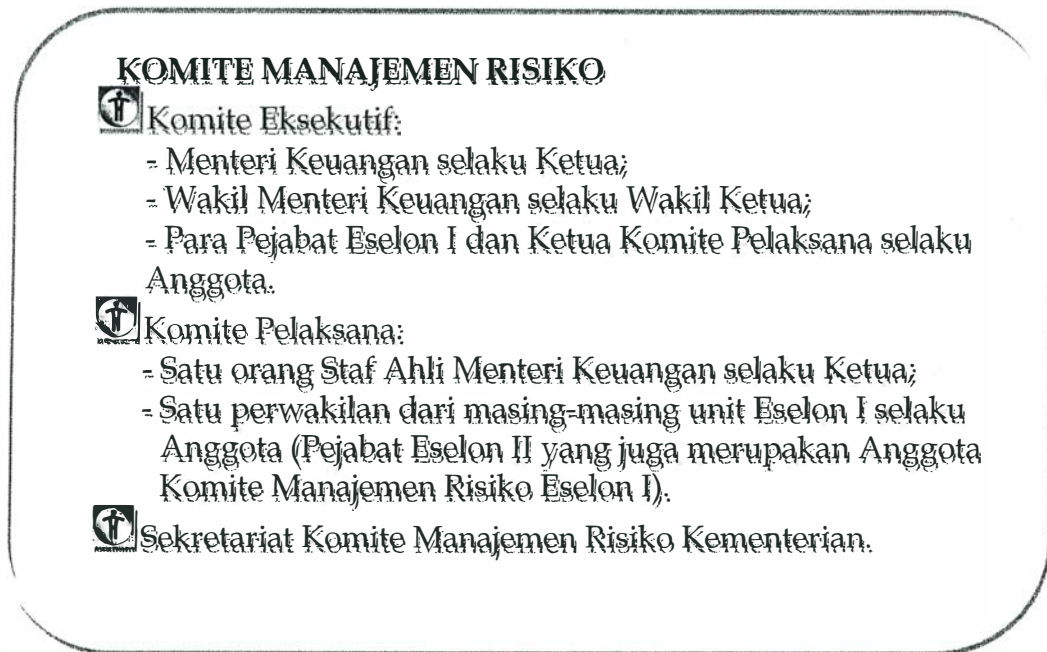 KOMITE MANAJEMEN RISIKO
Komite Eksekutif:
- Menteri Keuangan selaku Ketua;
- Wakil Menteri Keuangan selaku Wakil Ketua;
- Para Pejabat Eselon I dan Ketua Komite Pelaksana selaku
Anggota.
Komite Pelaksana:
- Satu orang Staf Ahli Menteri Keuangan selaku Ketua;
- Satu perwakilan dari masing-masing unit Eselon I selaku
Anggota (Pejabat Eselon II yang juga merupakan Anggota
Komite Manajemen Risiko Eselon I).
Sekretariat Komite Manajemen Risiko Kementerian.